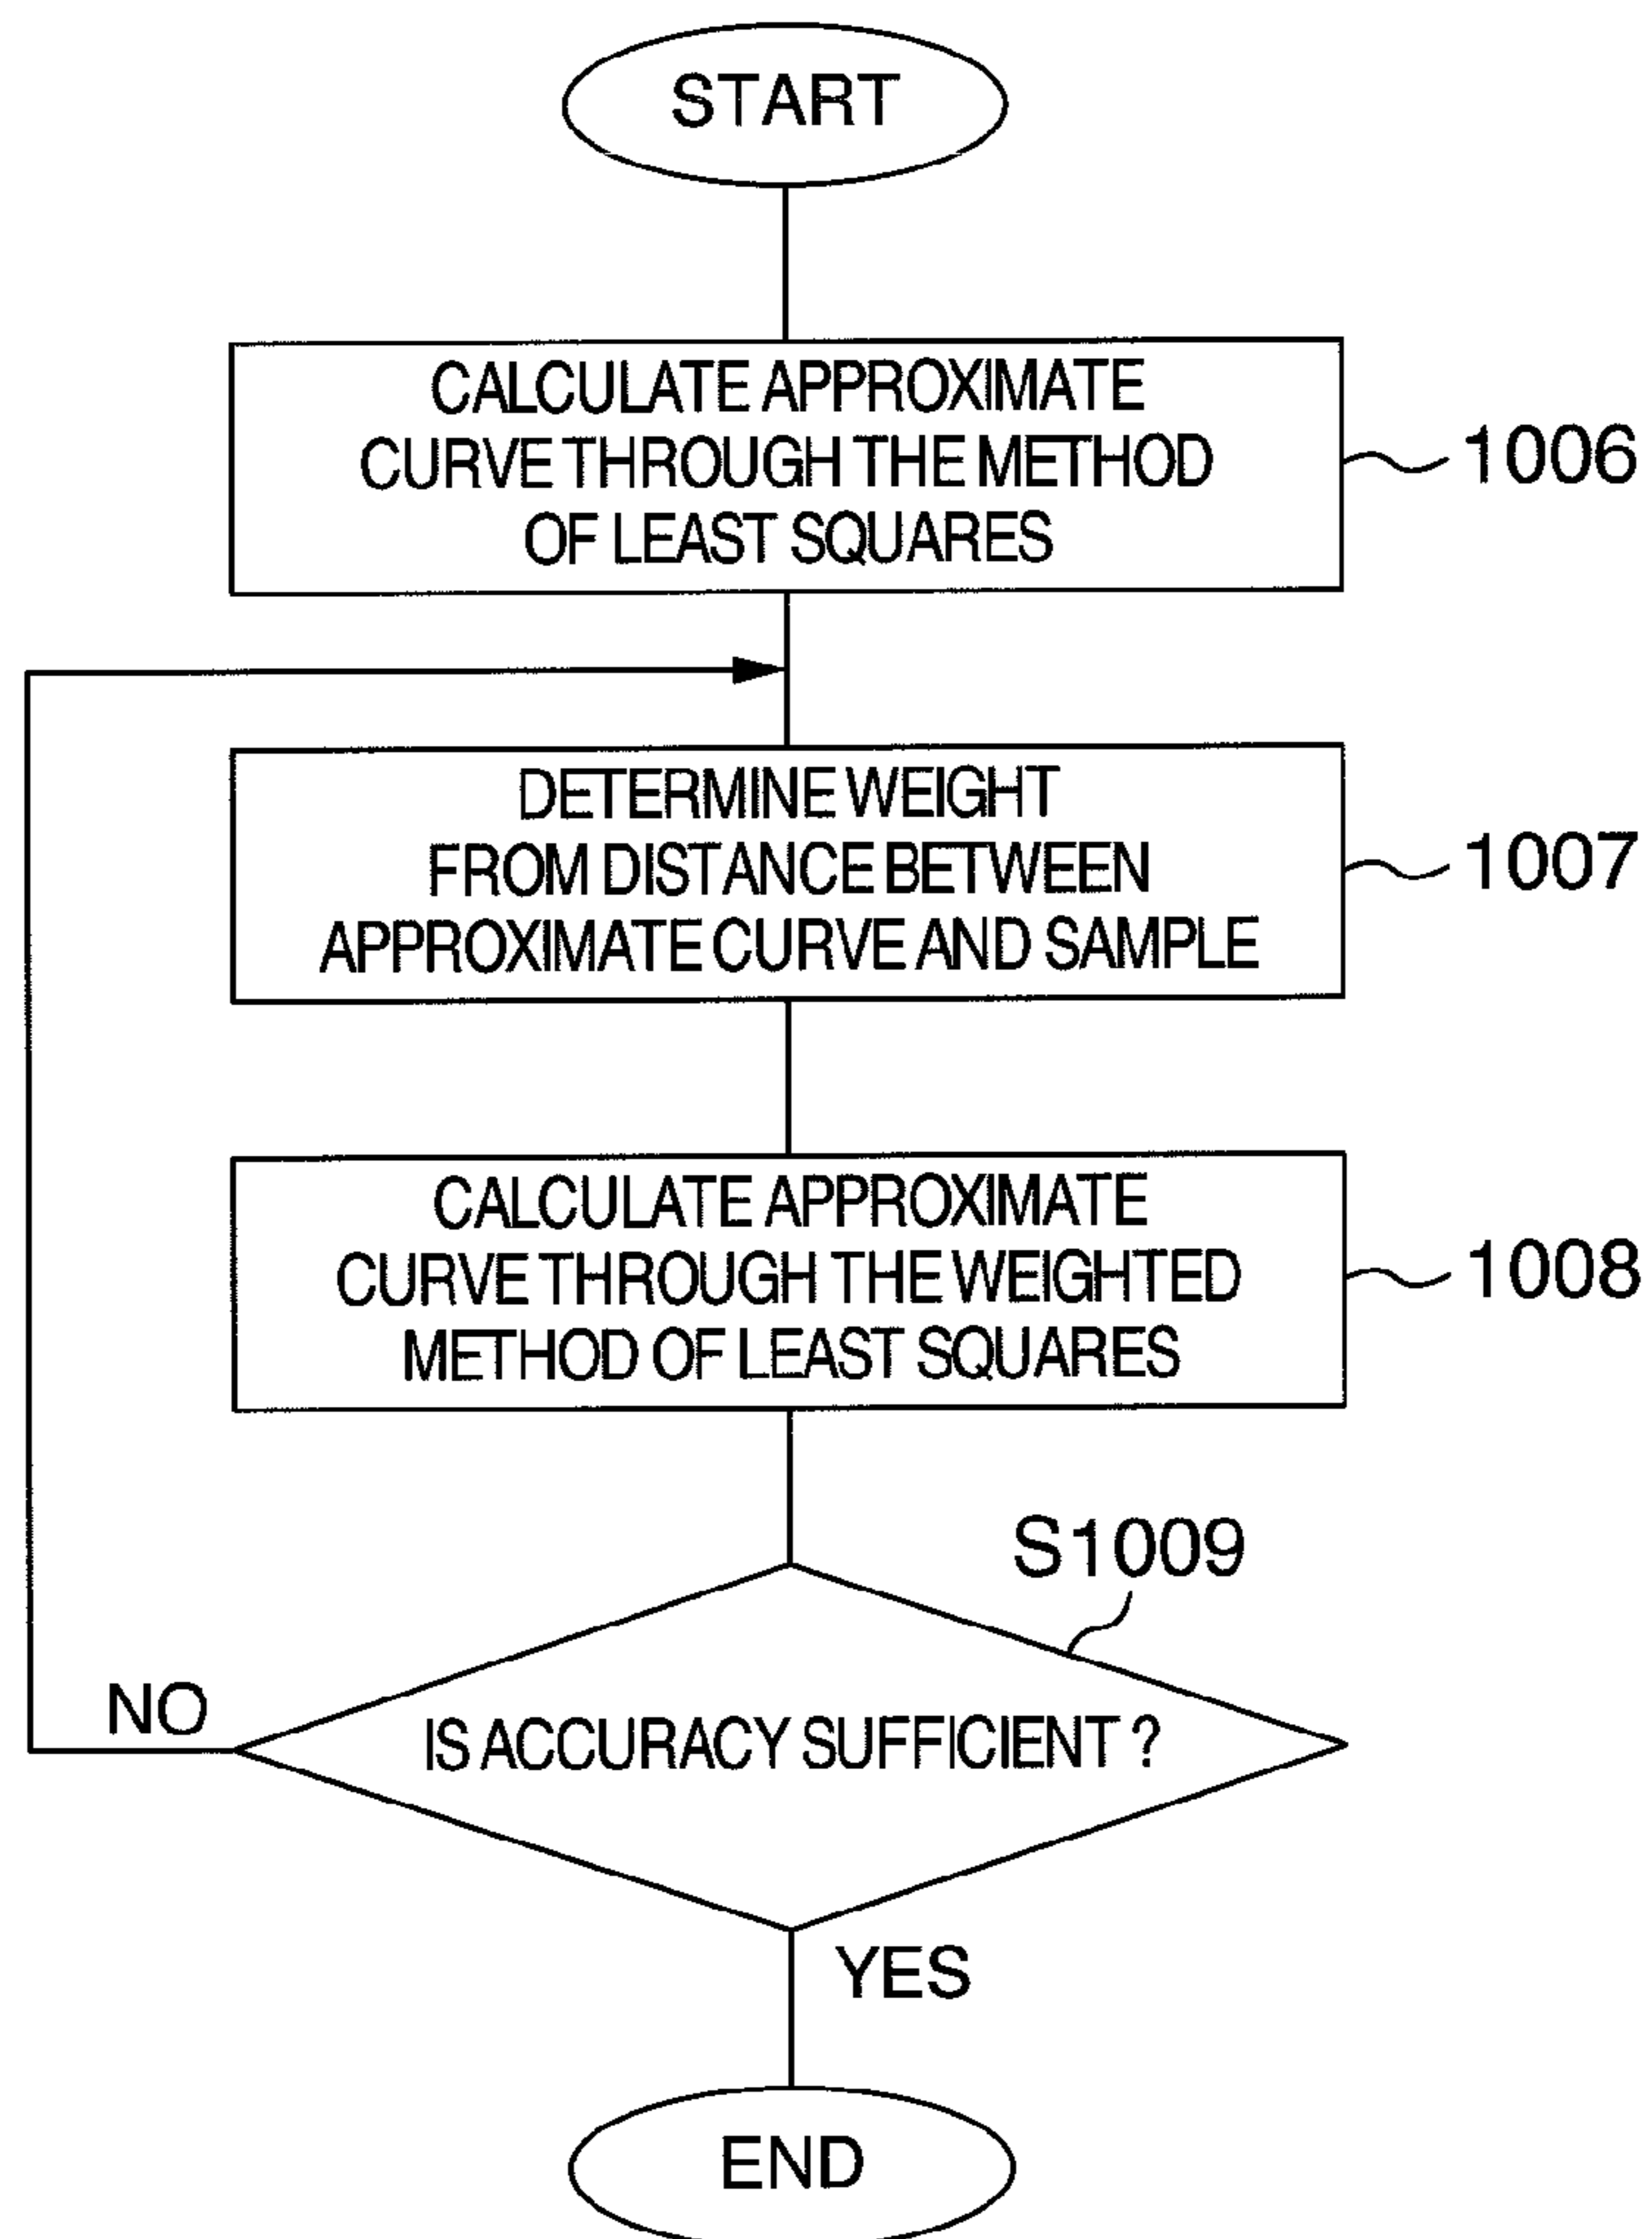 START
CALCULATE APPROXIMATE
CURVE THROUGH THE METHOD
OF LEAST SQUARES
1006
DETERMINE WEIGHT
FROM DISTANCE BETWEEN
APPROXIMATE CURVE AND SAMPLE
1007
CALCULATE APPROXIMATE
CURVE THROUGH THE WEIGHTED
METHOD OF LEAST SQUARES
1008
S1009
NO
IS ACCURACY SUFFICIENT ?
YES
END